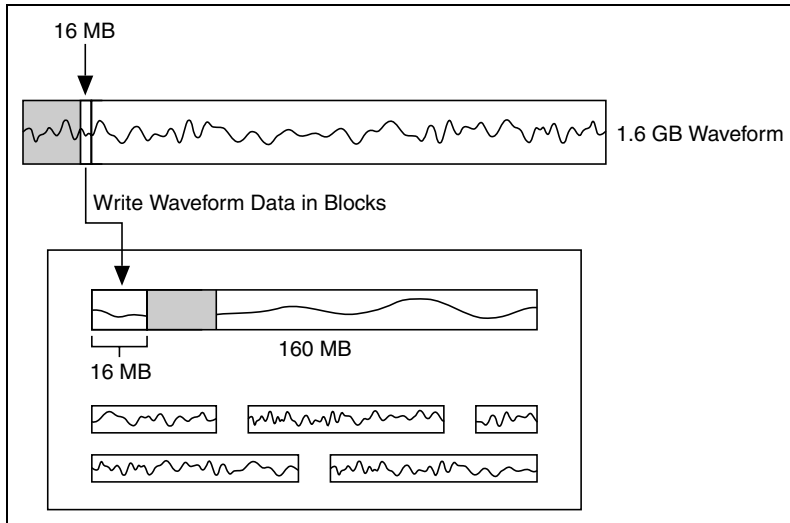 16 MB
1.6 GB Waveform
Write Waveform Data in Blocks
160 MB
16 MB